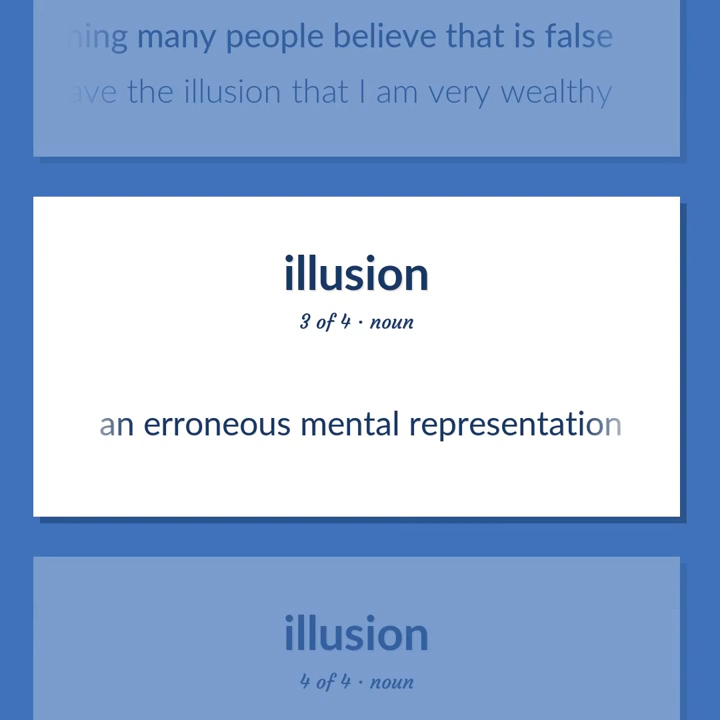 many people believe that is false
the illusion that I am very wealthy
illusion
3 of 4 · noun
an erroneous mental representation
illusion
4 of 4 · noun